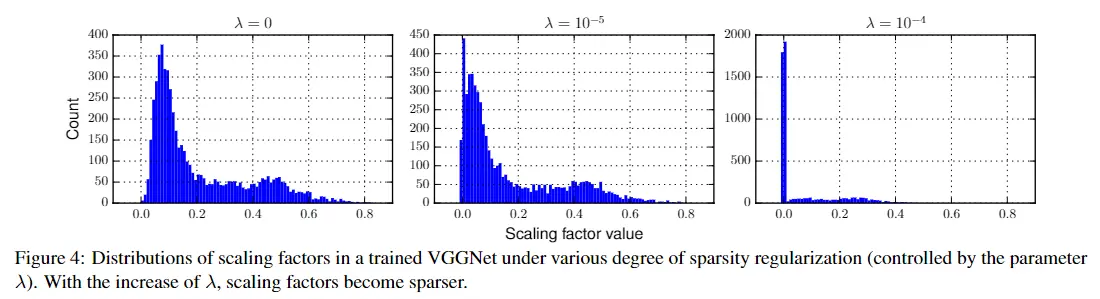 λ = 0
λ = 10⁻⁵
λ = 10⁻⁴
Count
400
350
300
250
200
150
100
50
0
0.0 0.2 0.4 0.6 0.8
450
400
350
300
250
200
150
100
50
0
0.0 0.2 0.4 0.6 0.8
2000
1500
1000
500
0
0.0 0.2 0.4 0.6 0.8
Scaling factor value
Figure 4: Distributions of scaling factors in a trained VGGNet under various degree of sparsity regularization (controlled by the parameter
λ). With the increase of λ, scaling factors become sparser.